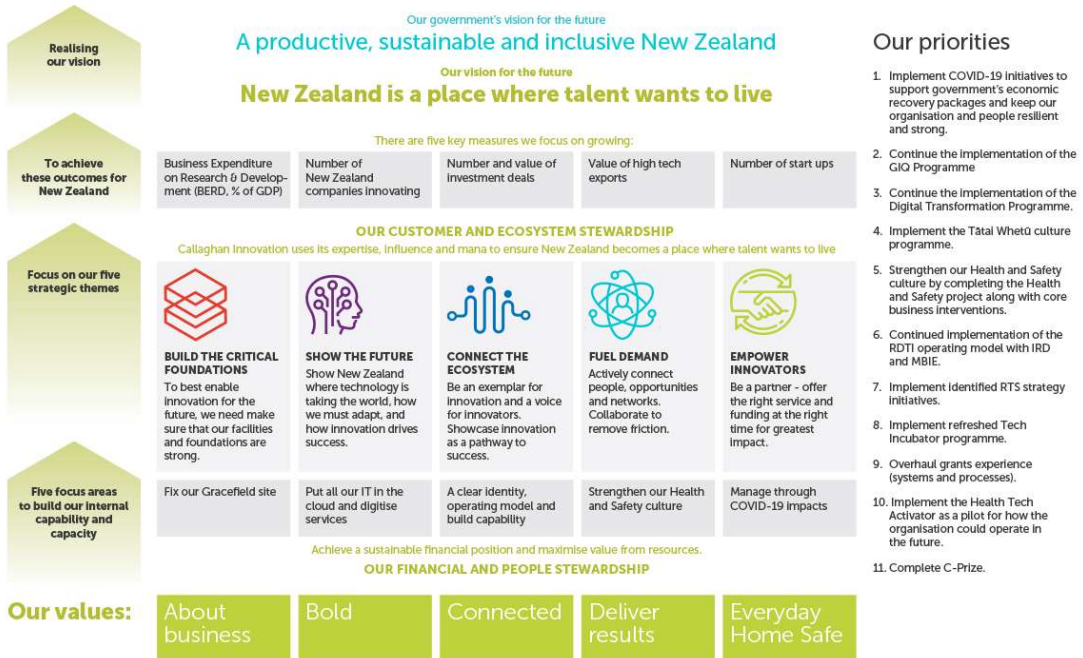 Realising
our vision
Our government's vision for the future
A productive, sustainable and inclusive New Zealand
Our vision for the future
New Zealand is a place where talent wants to live
To achieve
these outcomes for
New Zealand
There are five key measures we focus on growing:
Business Expenditure
on Research & Develop-
ment (BERD, % of GDP)
Number of
New Zealand
companies innovating
Number and value of
investment deals
Value of high tech
exports
Number of start ups
Focus on our five
strategic themes
OUR CUSTOMER AND ECOSYSTEM STEWARDSHIP
Callaghan Innovation uses its expertise, influence and mana to ensure New Zealand becomes a place where talent wants to live
BUILD THE CRITICAL
FOUNDATIONS
To best enable
innovation for the
future, we need make
sure that our facilities
and foundations are
strong.
SHOW THE FUTURE
Show New Zealand
where technology is
taking the world, how
we must adapt, and
how innovation drives
success.
CONNECT THE
ECOSYSTEM
Be an exemplar for
innovation and a voice
for innovators.
Showcase innovation
as a pathway to
success.
FUEL DEMAND
Actively connect
people, opportunities
and networks.
Collaborate to
remove friction.
EMPOWER
INNOVATORS
Be a partner - offer
the right service and
funding at the right
time for greatest
impact.
Five focus areas
to build our internal
capability and
capacity
Fix our Gracefield site.
Put all our IT in the
cloud and digitise
services
A clear identity,
operating model and
build capability
Strengthen our Health
and Safety culture
Manage through
COVID-19 impacts
Achieve a sustainable financial position and maximise value from resources.
OUR FINANCIAL AND PEOPLE STEWARDSHIP
Our values:
About
business
Bold
Connected
Deliver
results
Everyday
Home Safe
Our priorities
1. Implement COVID-19 initiatives to
support government's economic
recovery packages and keep our
organisation and people resilient
and strong.
2. Continue the implementation of the
GIQ Programme
3. Continue the implementation of the
Digital Transformation Programme.
4. Implement the Tātai Whetū culture
programme.
5. Strengthen our Health and Safety
culture by completing the Health
and Safety project along with core
business interventions.
6. Continued implementation of the
RDTI operating model with IRD
and MBIE.
7. Implement identified RTS strategy
initiatives.
8. Implement refreshed Tech
Incubator programme.
9. Overhaul grants experience
(systems and processes).
10. Implement the Health Tech
Activator as a pilot for how the
organisation could operate in
the future.
11. Complete C-Prize.